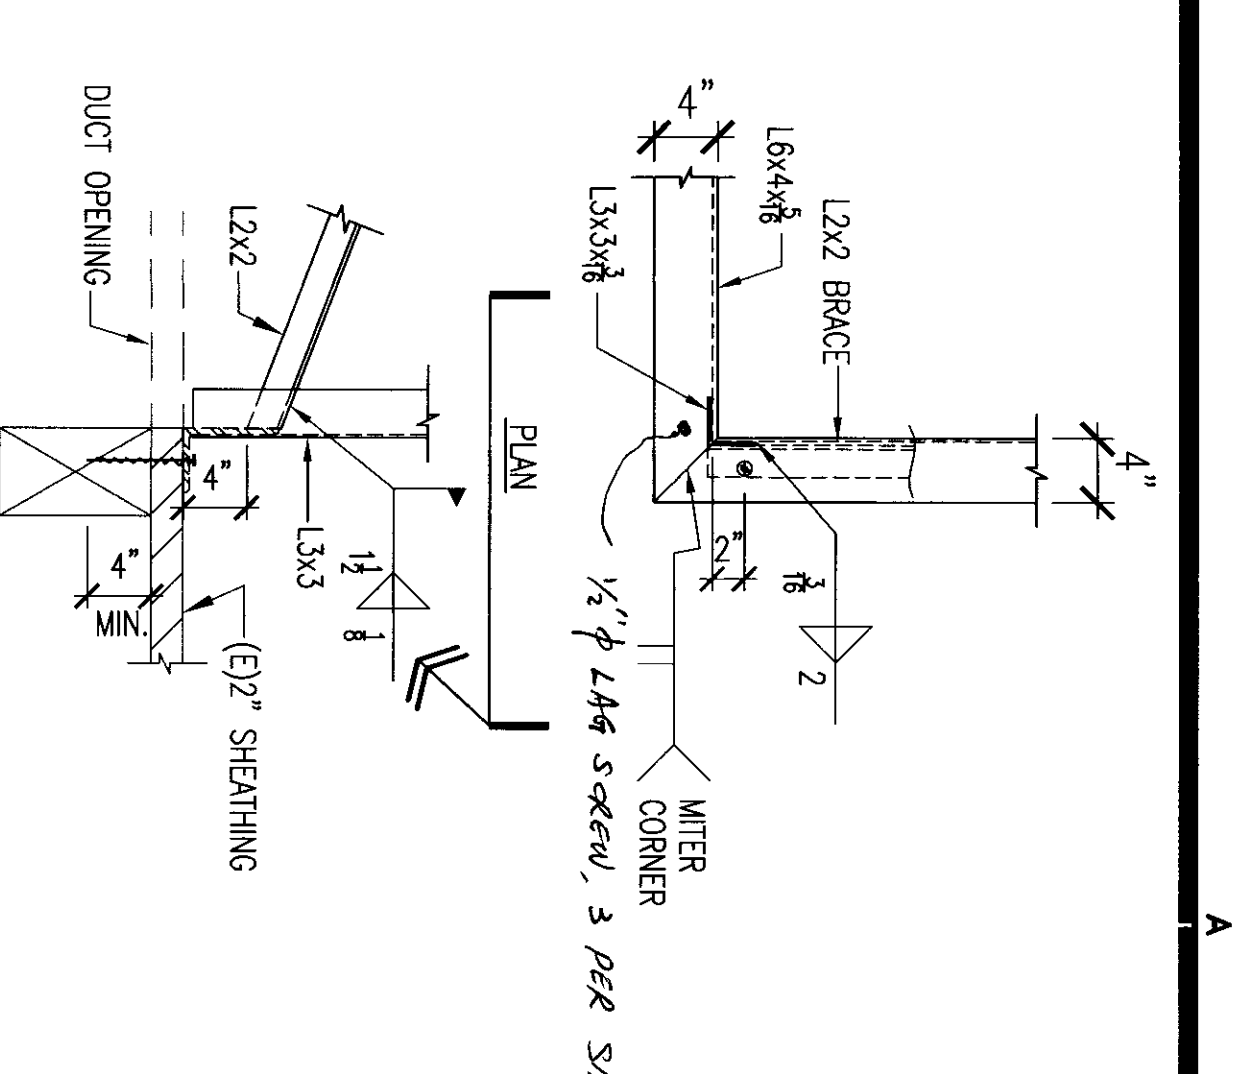 A
4"
4"
L6x4x5/16
L2x2 BRACE
L3x3x3/16
2"
3/16
2
MITER
CORNER
1/2"φ LAG SCREW, 3 PER
PLAN
DUCT OPENING
L2x2
4"
L3x3
1 1/2
1/8
4"
MIN.
(E)2" SHEATHING